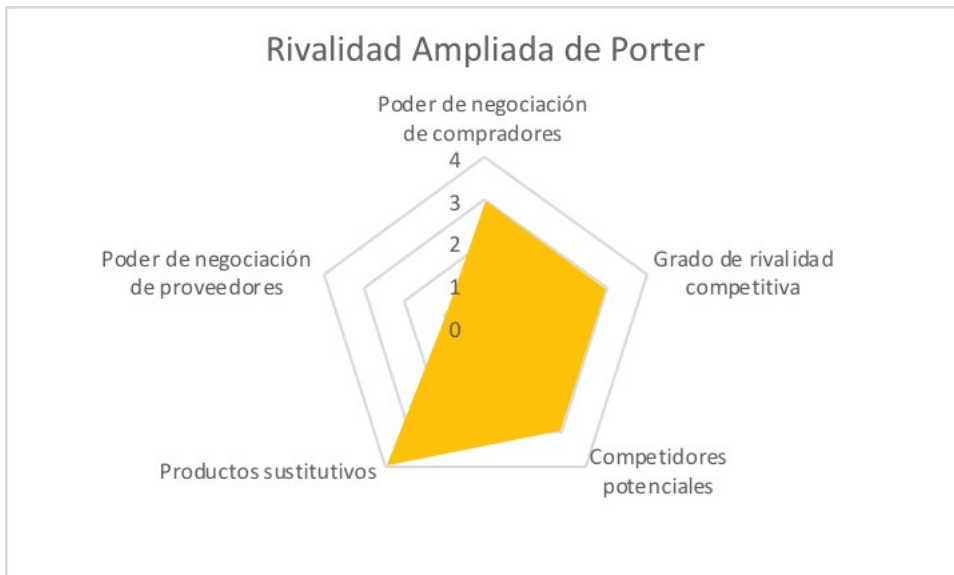 Rivalidad Ampliada de Porter
Poder de negociación
de compradores
4
3
2
1
0
Grado de rivalidad
competitiva
Competidores
potenciales
Productos sustitutivos
Poder de negociación
de proveedores